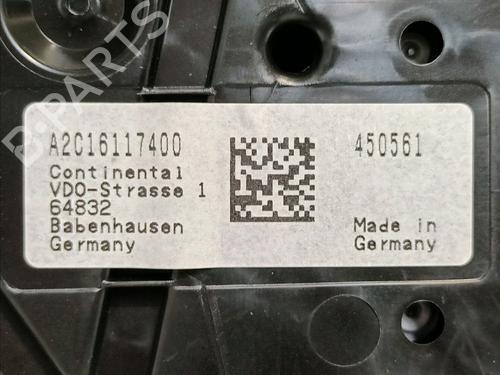 B-PARTS
A2C16117400
450561
Continental
VDO-Strasse 1
64832
Babenhausen
Germany
Made in
Germany